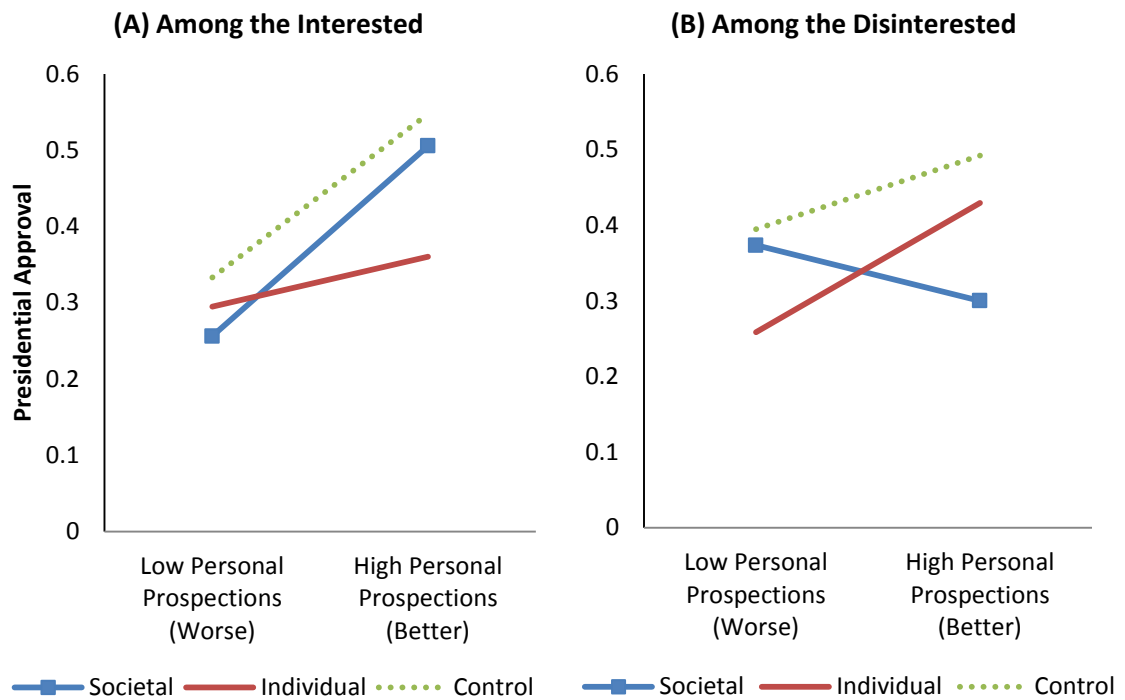 (A) Among the Interested
Presidential Approval
0.6
0.5
0.4
0.3
0.2
0.1
0
Low Personal
Prospections
(Worse)
High Personal
Prospections
(Better)
Societal
Individual
Control
(B) Among the Disinterested
0.6
0.5
0.4
0.3
0.2
0.1
0
Low Personal
Prospections
(Worse)
High Personal
Prospections
(Better)
Societal
Individual
Control